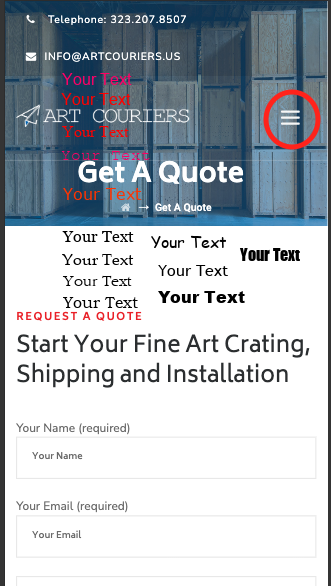 Telephone: 323.207.8507
INFO@ARTCOURIERS.US
Your Text
Your Text
ART COURIERS
Your Text
Your Text
Get A Quote
Your Text
→ Get A Quote
Your Text
Your Text
Your Text
Your Text
Your Text
Your Text
Your Text
Your Text
REQUEST A QUOTE
Start Your Fine Art Crating,
Shipping and Installation
Your Name (required)
Your Name
Your Email (required)
Your Email